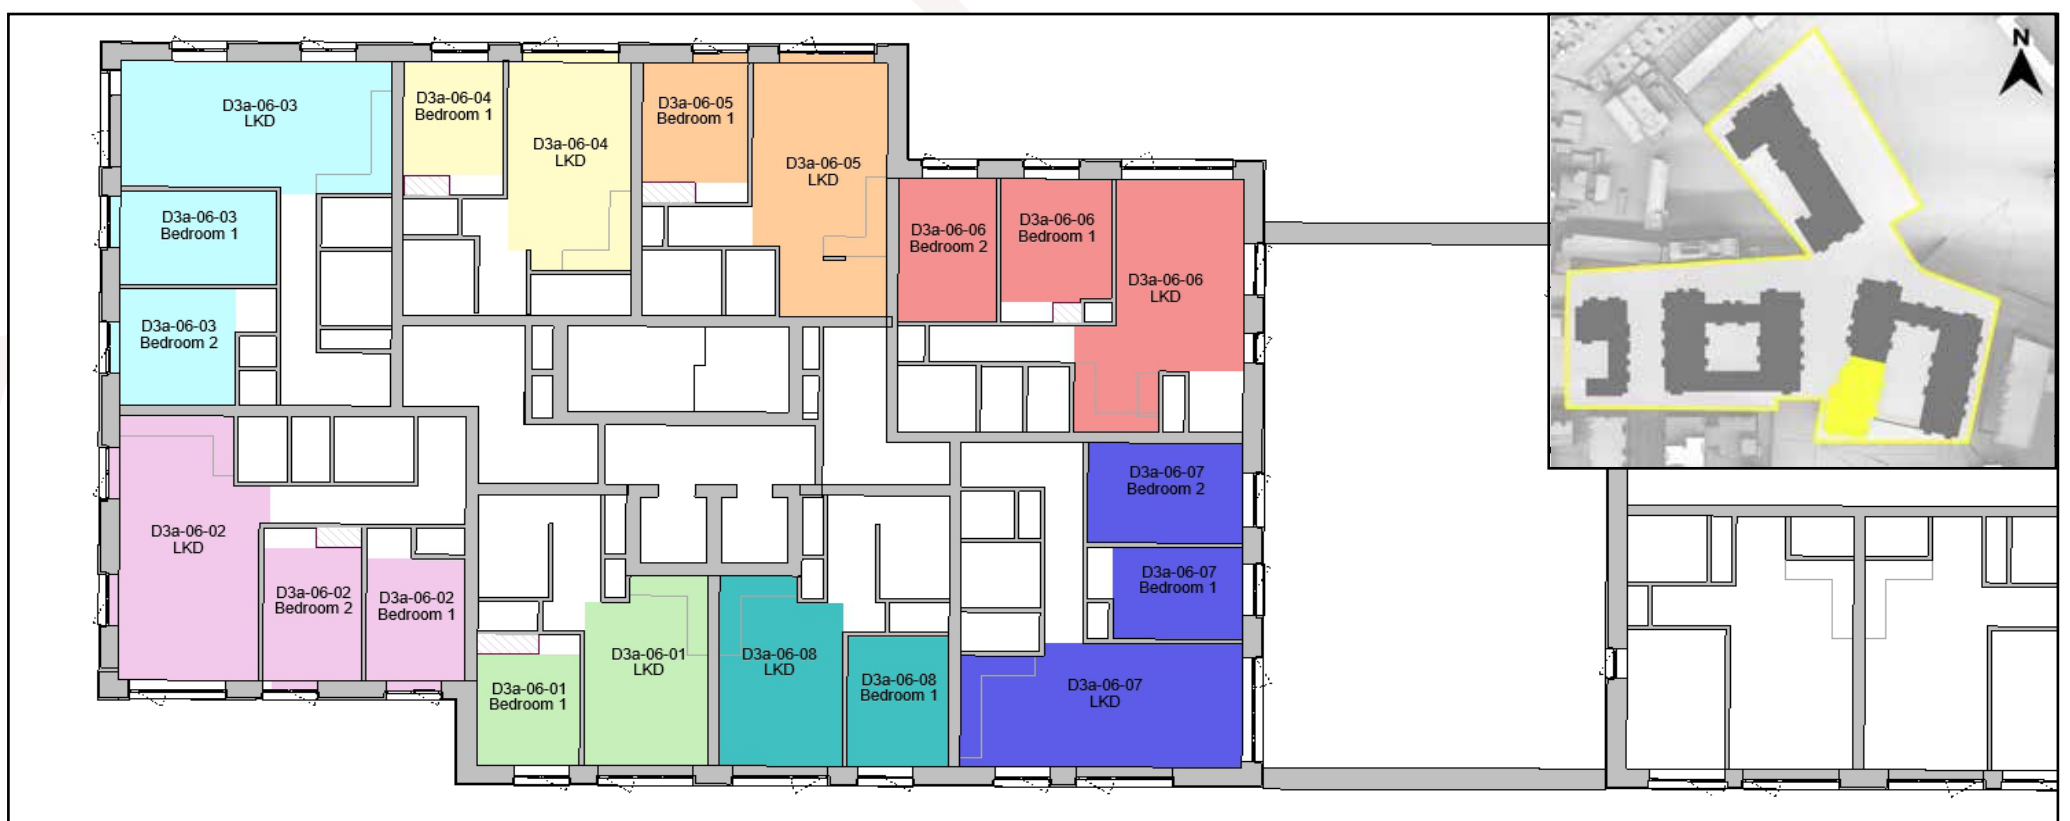 N
D3a-06-03
LKD
D3a-06-04
Bedroom 1
D3a-06-04
LKD
D3a-06-05
Bedroom 1
D3a-06-05
LKD
D3a-06-03
Bedroom 1
D3a-06-06
Bedroom 2
D3a-06-06
Bedroom 1
D3a-06-06
LKD
D3a-06-03
Bedroom 2
D3a-06-07
Bedroom 2
D3a-06-02
LKD
D3a-06-07
Bedroom 1
D3a-06-02
Bedroom 2
D3a-06-02
Bedroom 1
D3a-06-01
LKD
D3a-06-08
LKD
D3a-06-01
Bedroom 1
D3a-06-08
Bedroom 1
D3a-06-07
LKD